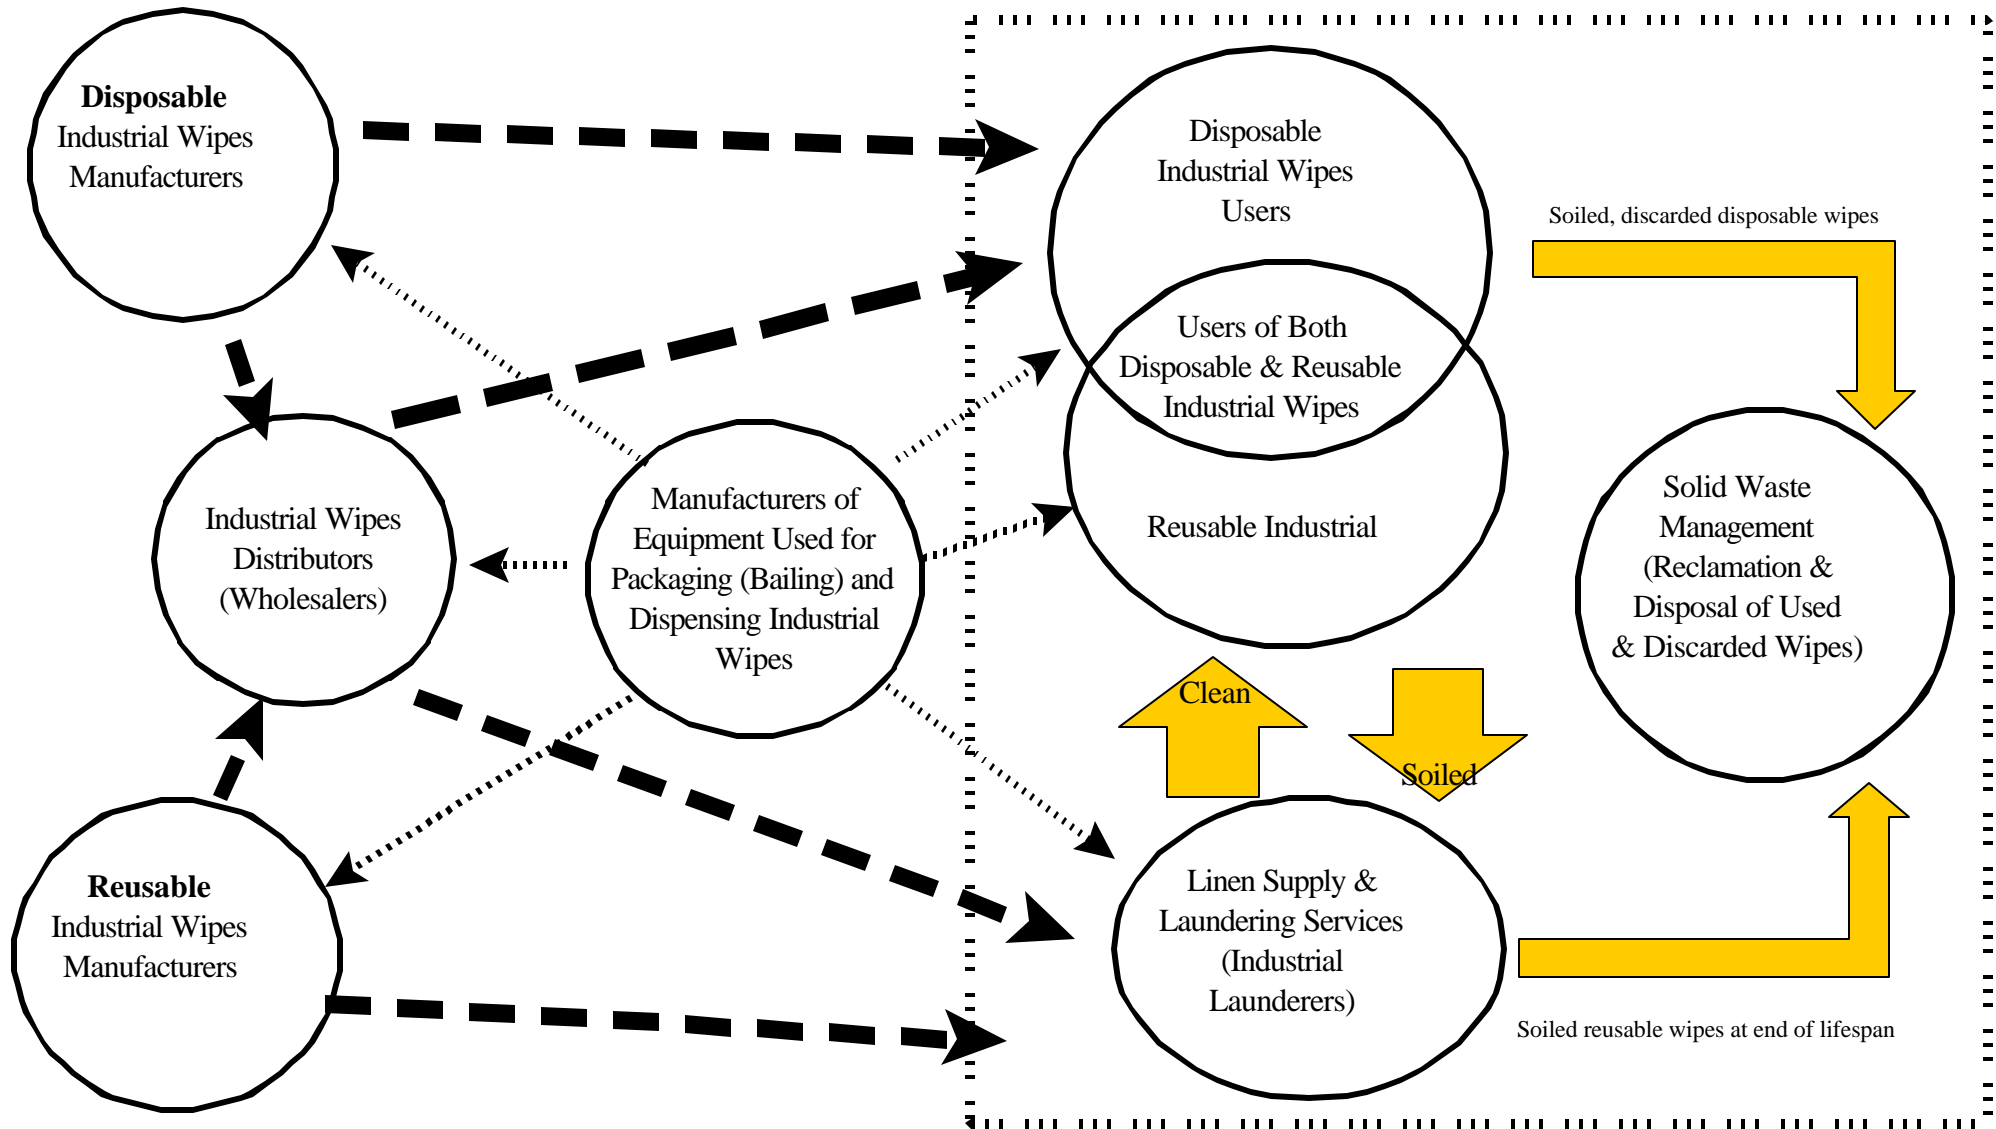 Disposable
Industrial Wipes
Manufacturers
Disposable
Industrial Wipes
Users
Soiled, discarded disposable wipes
Users of Both
Disposable & Reusable
Industrial Wipes
Industrial Wipes
Distributors
(Wholesalers)
Manufacturers of
Equipment Used for
Packaging (Bailing) and
Dispensing Industrial
Wipes
Reusable Industrial
Solid Waste
Management
(Reclamation &
Disposal of Used
& Discarded Wipes)
Clean
Soiled
Reusable
Industrial Wipes
Manufacturers
Linen Supply &
Laundering Services
(Industrial
Launderers)
Soiled reusable wipes at end of lifespan